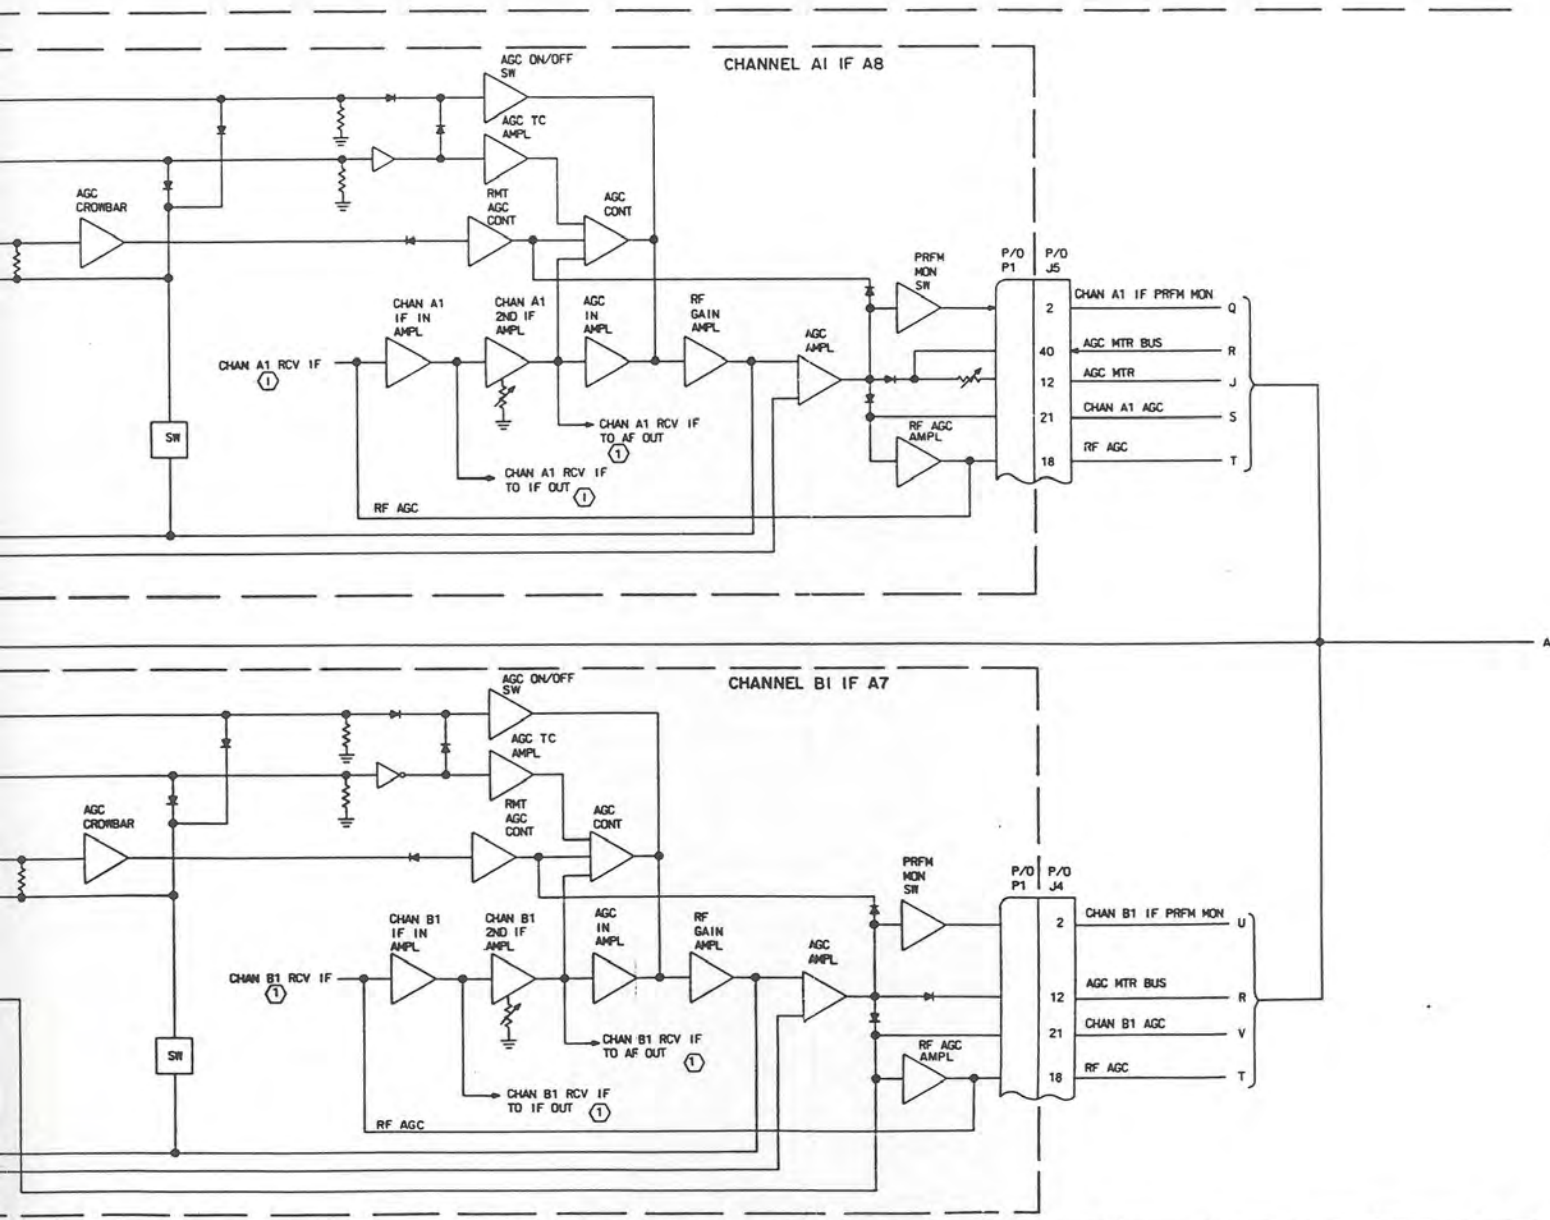 CHANNEL A1 IF A8
AGC ON/OFF
SW
AGC TC
AMPL
AGC
CROWBAR
RMT
AGC
CONT
AGC
CONT
PRFM
MON
SW
P/O
P1
P/O
J5
CHAN A1
IF IN
AMPL
CHAN A1
2ND IF
AMPL
AGC
IN
AMPL
RF
GAIN
AMPL
AGC
AMPL
2
CHAN A1 IF PRFM MON
Q
40
AGC MTR BUS
R
12
AGC MTR
J
21
CHAN A1 AGC
S
18
RF AGC
T
CHAN A1 RCV IF
1
SW
CHAN A1 RCV IF
TO AF OUT
1
RF AGC
AMPL
CHAN A1 RCV IF
TO IF OUT
1
RF AGC
A
CHANNEL B1 IF A7
AGC ON/OFF
SW
AGC TC
AMPL
AGC
CROWBAR
RMT
AGC
CONT
AGC
CONT
PRFM
MON
SW
P/O
P1
P/O
J4
CHAN B1
IF IN
AMPL
CHAN B1
2ND IF
AMPL
AGC
IN
AMPL
RF
GAIN
AMPL
AGC
AMPL
2
CHAN B1 IF PRFM MON
U
12
AGC MTR BUS
R
21
CHAN B1 AGC
V
18
RF AGC
T
CHAN B1 RCV IF
1
SW
CHAN B1 RCV IF
TO AF OUT
1
RF AGC
AMPL
CHAN B1 RCV IF
TO IF OUT
1
RF AGC